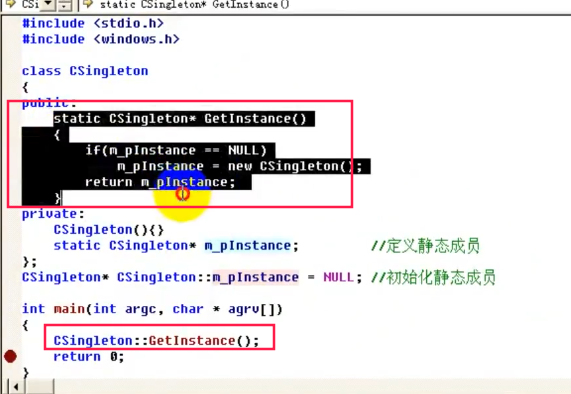 CSi static CSingleton* GetInstance()
#include <stdio.h>
#include <windows.h>
class CSingleton
{
public:
static CSingleton* GetInstance()
{
if(m_pInstance == NULL)
m_pInstance = new CSingleton();
return m_pInstance;
}
private:
CSingleton(){}
static CSingleton* m_pInstance; //定义静态成员
};
CSingleton* CSingleton::m_pInstance = NULL; //初始化静态成员
int main(int argc, char * agrv[])
{
CSingleton::GetInstance();
return 0;
}